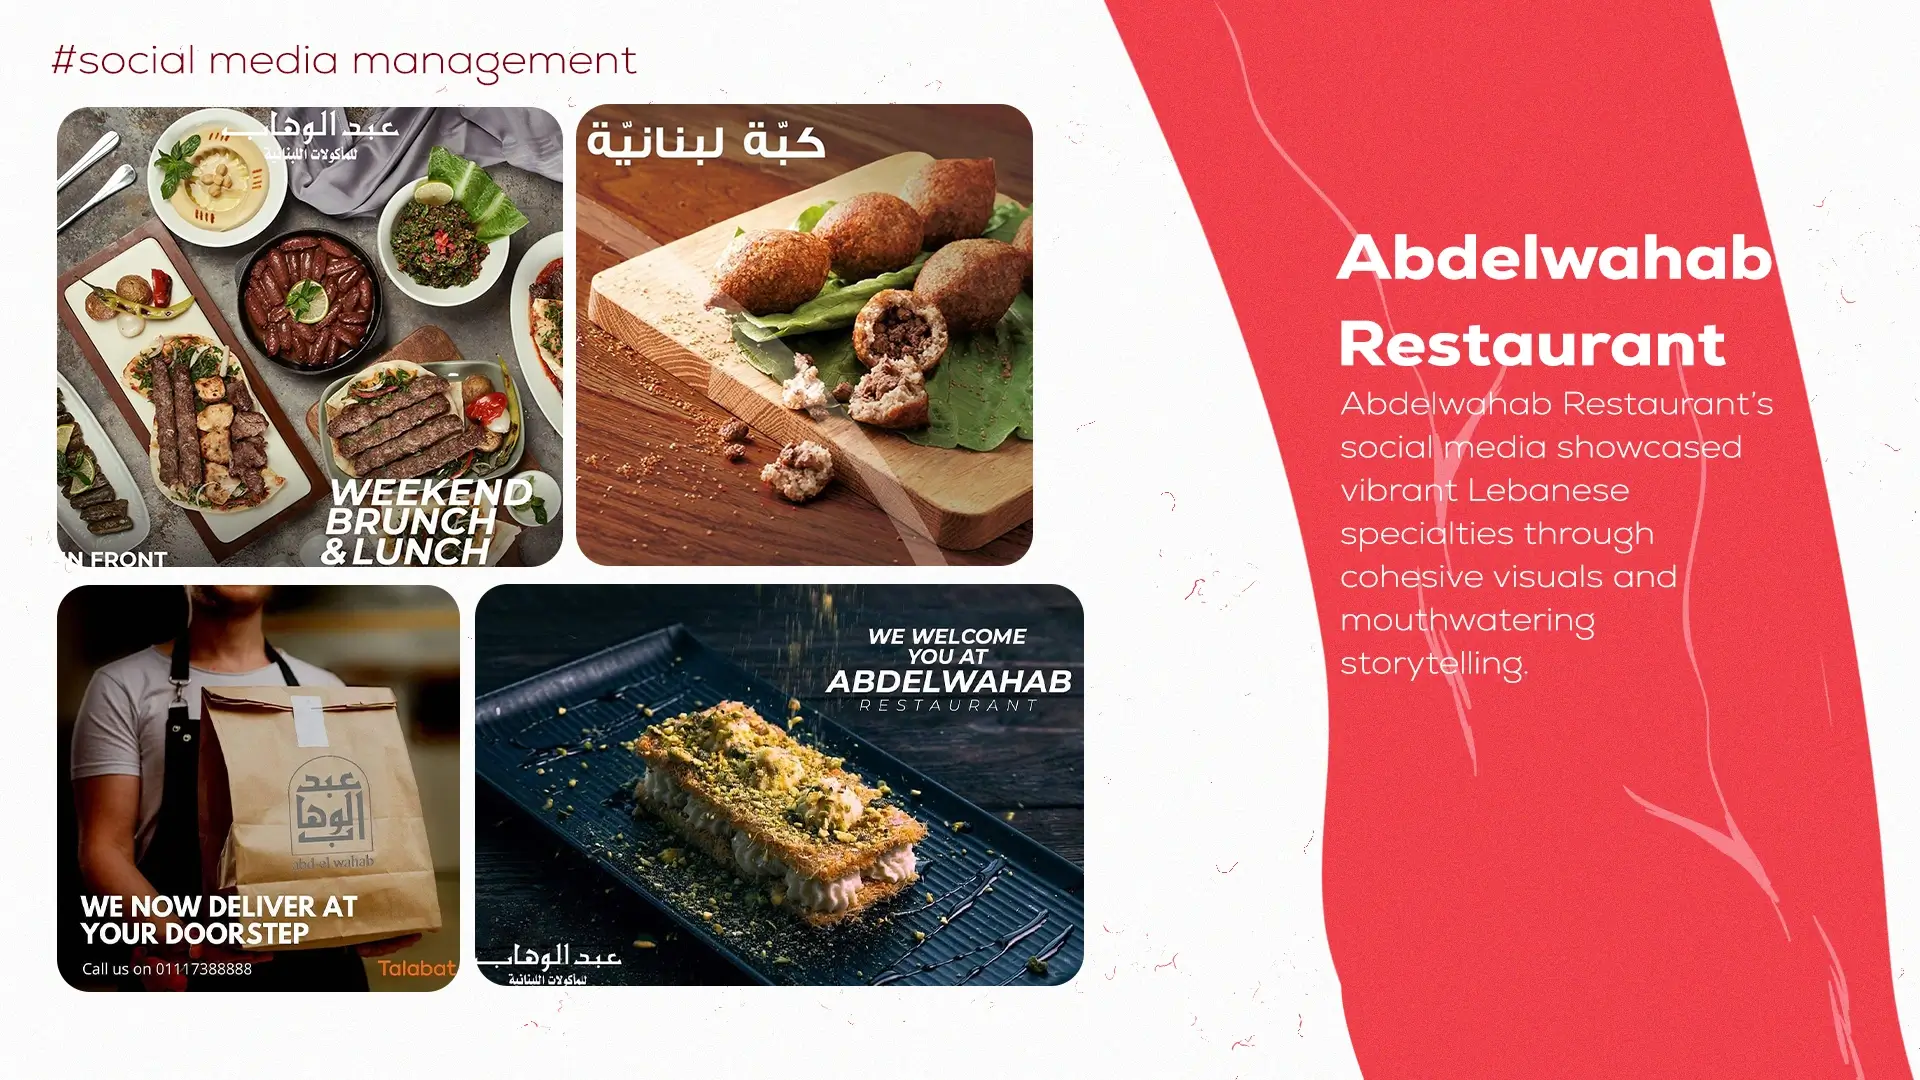 #social media management
عبد الوهاب
للمأكولات اللبنانية
WEEKEND
BRUNCH
& LUNCH
IN FRONT
كبّة لبنانيّة
عبد
الوهاب
abd-el wahab
WE NOW DELIVER AT
YOUR DOORSTEP
Call us on 01117388888
Talabat
WE WELCOME
YOU AT
ABDELWAHAB
RESTAURANT
عبد الوهاب
للمأكولات اللبنانية
Abdelwahab
Restaurant
Abdelwahab Restaurant’s
social media showcased
vibrant Lebanese
specialties through
cohesive visuals and
mouthwatering
storytelling.